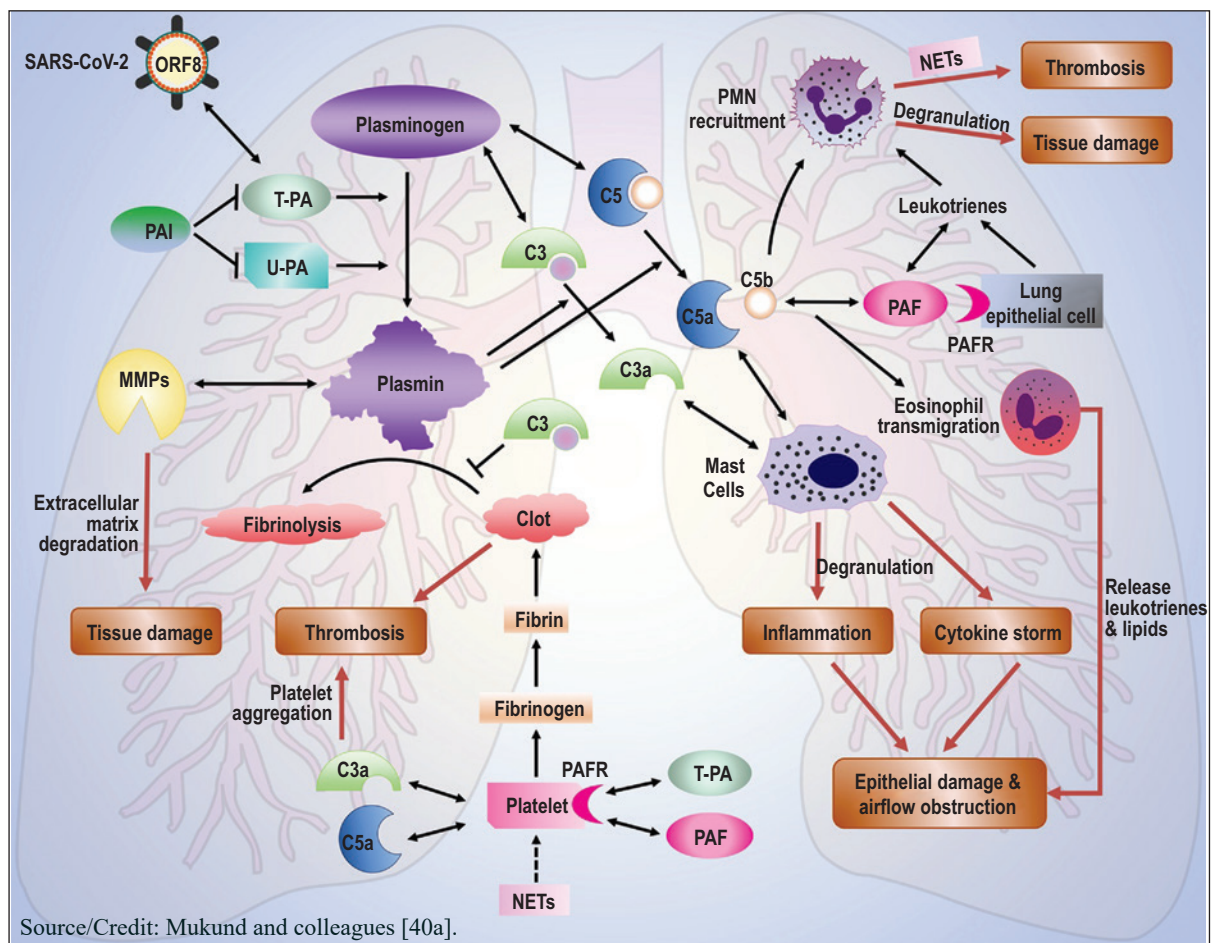 SARS-CoV-2
ORF8
Plasminogen
T-PA
PAI
U-PA
C3
C5
PMN
recruitment
NETs
Thrombosis
Degranulation
Tissue damage
Leukotrienes
C5b
C5a
PAF
Lung
epithelial cell
PAFR
MMPs
Plasmin
C3a
C3
Eosinophil
transmigration
Mast
Cells
Extracellular
matrix
degradation
Fibrinolysis
Clot
Degranulation
Release
leukotrienes
& lipids
Tissue damage
Thrombosis
Fibrin
Inflammation
Cytokine storm
Platelet
aggregation
Fibrinogen
C3a
C5a
Platelet
PAFR
T-PA
PAF
NETs
Epithelial damage &
airflow obstruction
Source/Credit: Mukund and colleagues [40a].